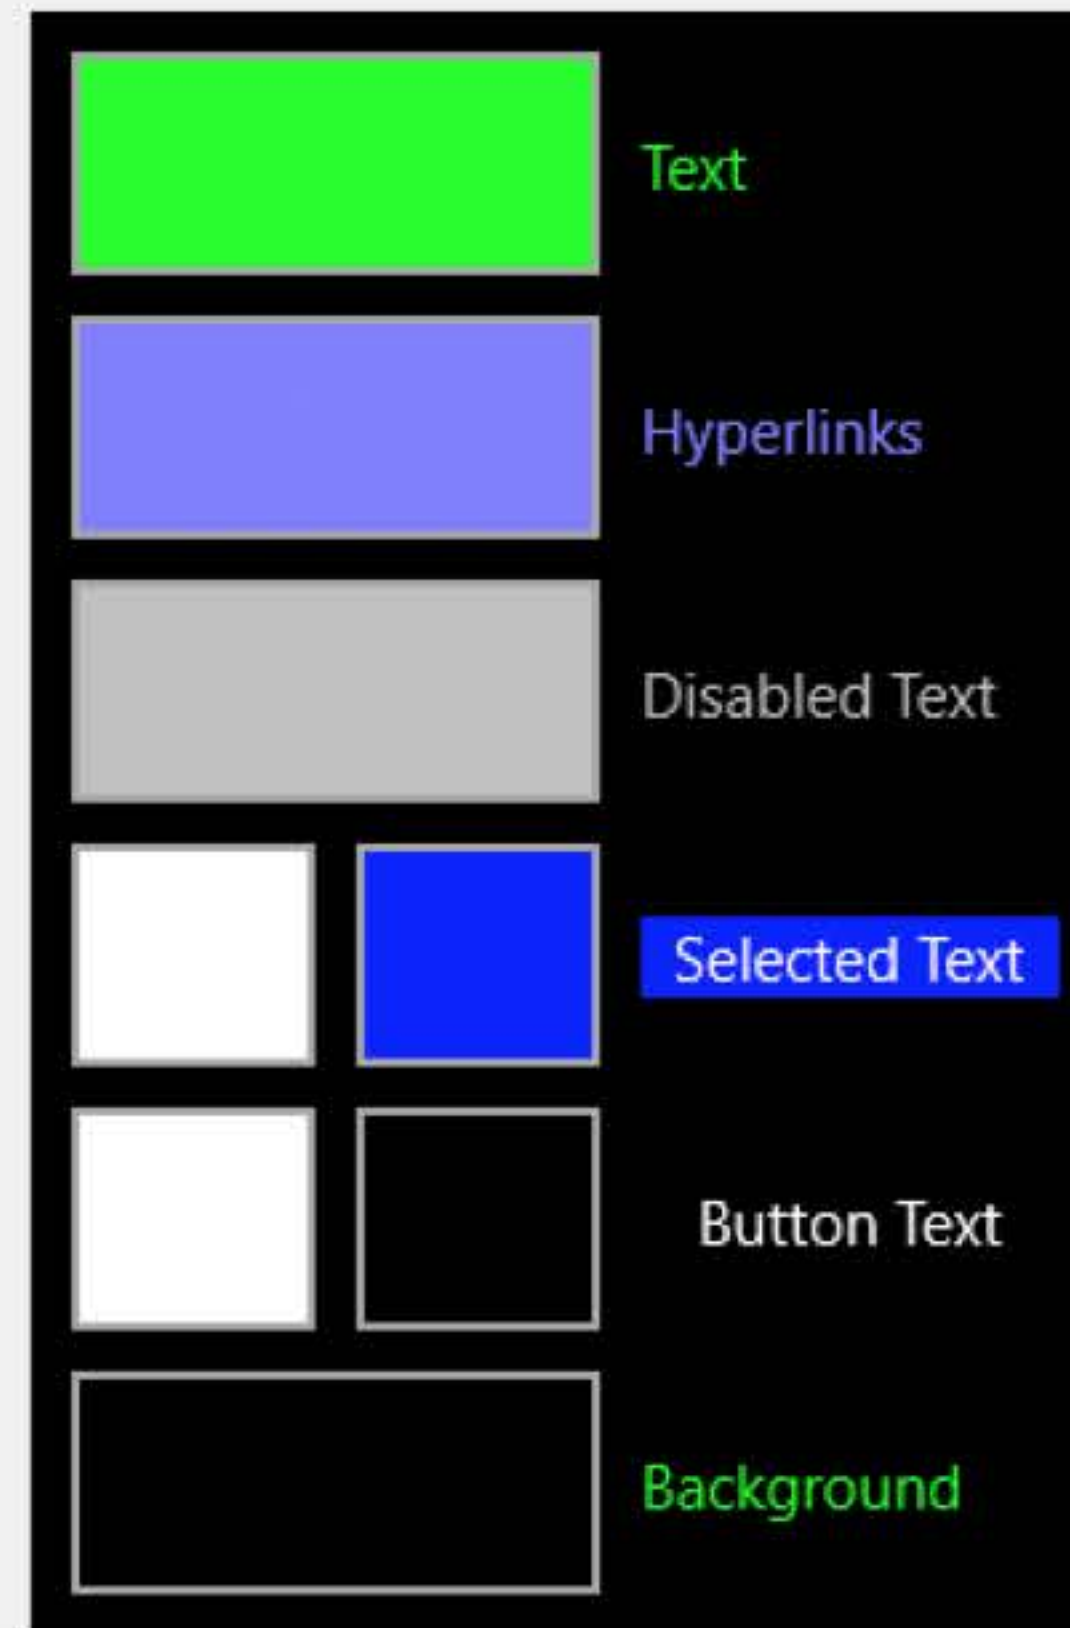 Text
Hyperlinks
Disabled Text
Selected Text
Button Text
Background